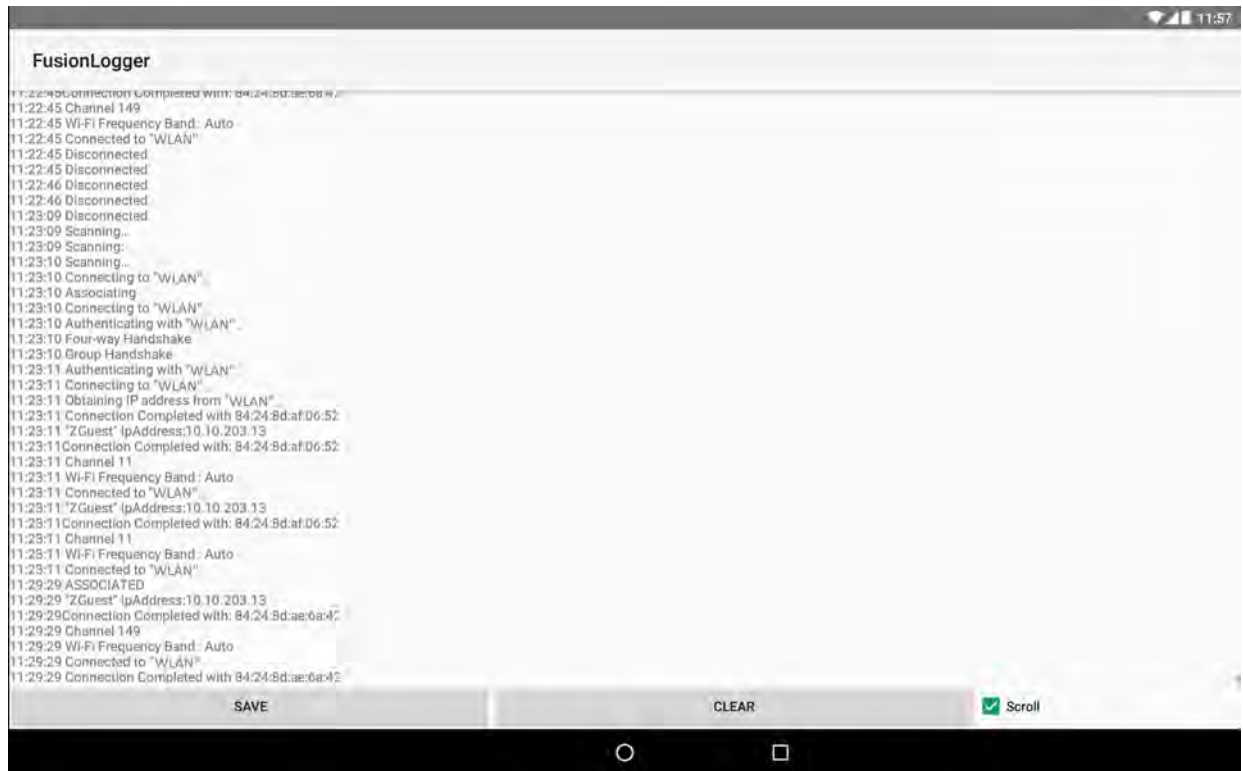 11:57
FusionLogger
11:22:45Connection Completed with: 84:24:8d:ae:6a:42
11:22:45 Channel 149
11:22:45 Wi-Fi Frequency Band : Auto
11:22:45 Connected to "WLAN"
11:22:45 Disconnected
11:22:45 Disconnected
11:22:46 Disconnected
11:22:46 Disconnected
11:23:09 Disconnected
11:23:09 Scanning...
11:23:09 Scanning:
11:23:10 Scanning...
11:23:10 Connecting to "WLAN"...
11:23:10 Associating
11:23:10 Connecting to "WLAN"...
11:23:10 Authenticating with "WLAN"...
11:23:10 Four-way Handshake
11:23:10 Group Handshake
11:23:11 Authenticating with "WLAN"...
11:23:11 Connecting to "WLAN"...
11:23:11 Obtaining IP address from "WLAN"...
11:23:11 Connection Completed with 84:24:8d:af:06:52
11:23:11 "ZGuest" IpAddress:10.10.203.13
11:23:11Connection Completed with: 84:24:8d:af:06:52
11:23:11 Channel 11
11:23:11 Wi-Fi Frequency Band : Auto
11:23:11 Connected to "WLAN"
11:23:11 "ZGuest" IpAddress:10.10.203.13
11:23:11Connection Completed with: 84:24:8d:af:06:52
11:23:11 Channel 11
11:23:11 Wi-Fi Frequency Band : Auto
11:23:11 Connected to "WLAN"
11:29:29 ASSOCIATED
11:29:29 "ZGuest" IpAddress:10.10.203.13
11:29:29Connection Completed with: 84:24:8d:ae:6a:42
11:29:29 Channel 149
11:29:29 Wi-Fi Frequency Band : Auto
11:29:29 Connected to "WLAN"
11:29:29 Connection Completed with 84:24:8d:ae:6a:42
SAVE
CLEAR
Scroll